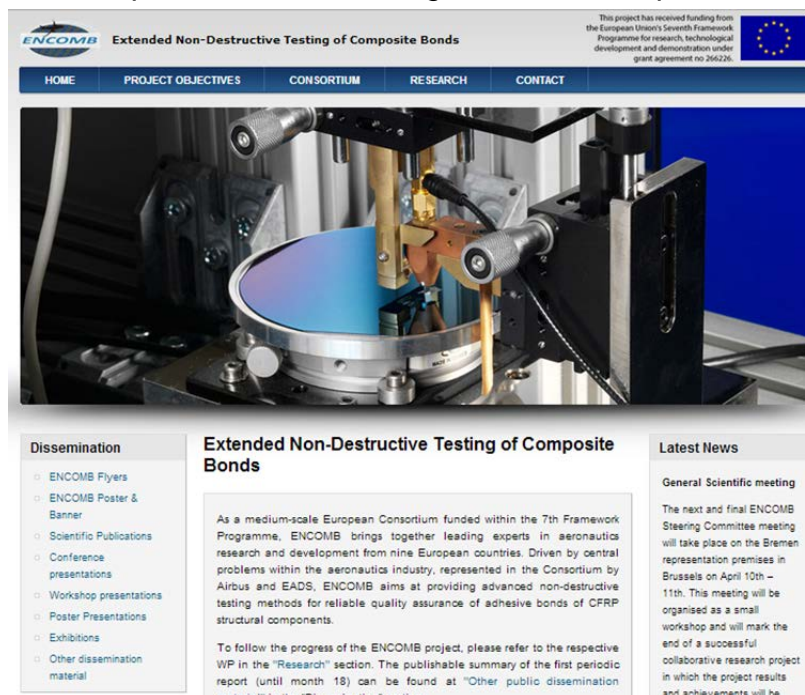 This project has received funding from
the European Union's Seventh Framework
Programme for research, technological
development and demonstration under
grant agreement no 266226.
ENCOMB
Extended Non-Destructive Testing of Composite Bonds
HOME
PROJECT OBJECTIVES
CONSORTIUM
RESEARCH
CONTACT
Dissemination
ENCOMB Flyers
ENCOMB Poster &
Banner
Scientific Publications
Conference
presentations
Workshop presentations
Poster Presentations
Exhibitions
Other dissemination
material
Extended Non-Destructive Testing of Composite
Bonds
As a medium-scale European Consortium funded within the 7th Framework
Programme, ENCOMB brings together leading experts in aeronautics
research and development from nine European countries. Driven by central
problems within the aeronautics industry, represented in the Consortium by
Airbus and EADS, ENCOMB aims at providing advanced non-destructive
testing methods for reliable quality assurance of adhesive bonds of CFRP
structural components.
To follow the progress of the ENCOMB project, please refer to the respective
WP in the "Research" section. The publishable summary of the first periodic
report (until month 18) can be found at "Other public dissemination
Latest News
General Scientific meeting
The next and final ENCOMB
Steering Committee meeting
will take place on the Bremen
representation premises in
Brussels on April 10th –
11th. This meeting will be
organised as a small
workshop and will mark the
end of a successful
collaborative research project
in which the project results
and achievements will be